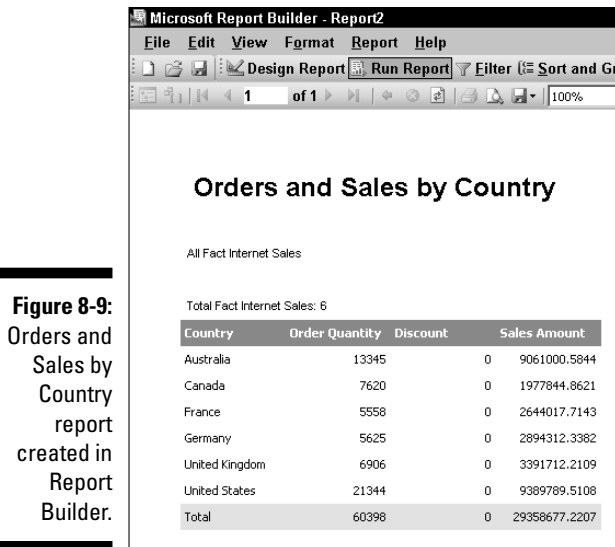 Microsoft Report Builder - Report2
File Edit View Format Report Help
Design Report Run Report Filter Sort and Gr
1 of 1 100%
Orders and Sales by Country
All Fact Internet Sales
Total Fact Internet Sales: 6
Country Order Quantity Discount Sales Amount
Australia 13345 0 9061000.5844
Canada 7620 0 1977844.8621
France 5558 0 2644017.7143
Germany 5625 0 2894312.3382
United Kingdom 6906 0 3391712.2109
United States 21344 0 9389789.5108
Total 60398 0 29358677.2207
Figure 8-9:
Orders and
Sales by
Country
report
created in
Report
Builder.